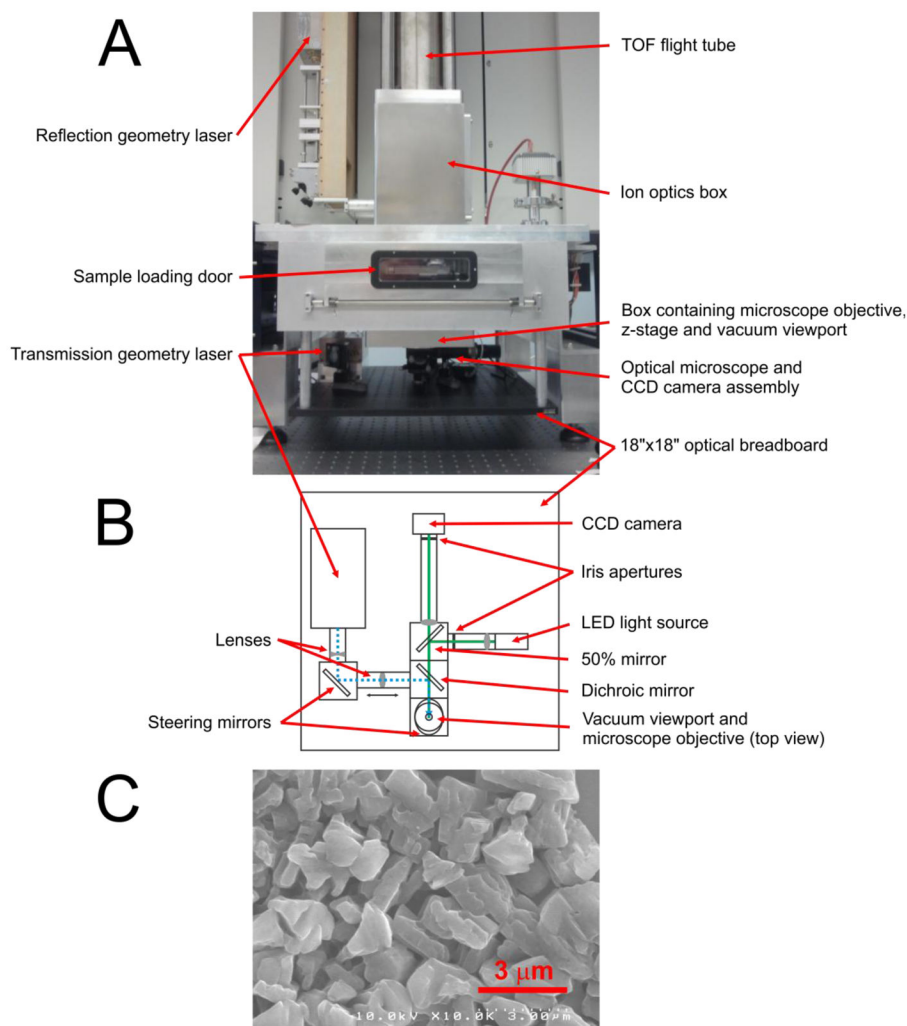 A
TOF flight tube
Reflection geometry laser
Ion optics box
Sample loading door
Box containing microscope objective,
z-stage and vacuum viewport
Transmission geometry laser
Optical microscope and
CCD camera assembly
18"x18" optical breadboard
B
CCD camera
Iris apertures
LED light source
Lenses
50% mirror
Dichroic mirror
Steering mirrors
Vacuum viewport and
microscope objective (top view)
C
3 μm
10.0kV X10.0K 3.00μm